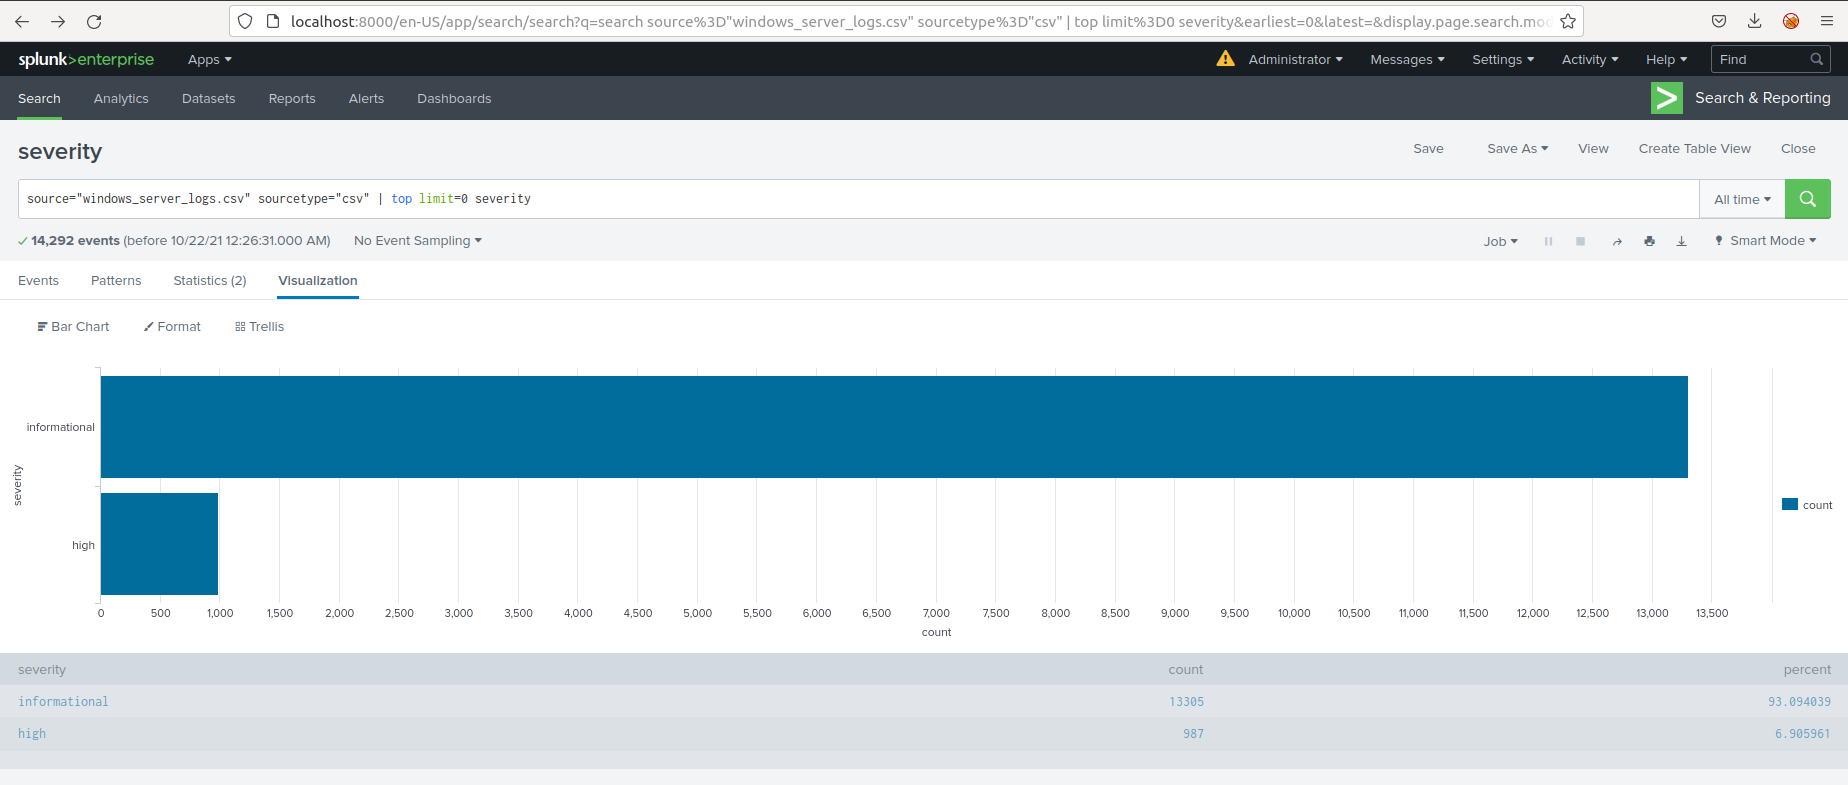 localhost:8000/en-US/app/search/search?q=search source%3D"windows_server_logs.csv" sourcetype%3D"csv" | top limit%3D0 severity&earliest=0&latest=&display.page.search.mod
splunk>enterprise Apps Administrator Messages Settings Activity Help Find
Search Analytics Datasets Reports Alerts Dashboards Search & Reporting
severity Save Save As View Create Table View Close
source="windows_server_logs.csv" sourcetype="csv" | top limit=0 severity All time
14,292 events (before 10/22/21 12:26:31.000 AM) No Event Sampling Job Smart Mode
Events Patterns Statistics (2) Visualization
Bar Chart Format Trellis
informational
severity
high
count
0 500 1,000 1,500 2,000 2,500 3,000 3,500 4,000 4,500 5,000 5,500 6,000 6,500 7,000 7,500 8,000 8,500 9,000 9,500 10,000 10,500 11,000 11,500 12,000 12,500 13,000 13,500
count
severity count percent
informational 13305 93.094039
high 987 6.905961